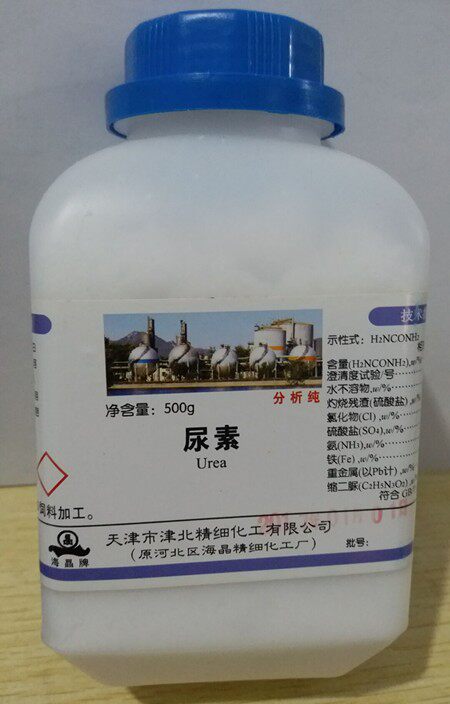 分析纯
净含量：500g
尿素
Urea
饲料加工。
海晶牌
天津市津北精细化工有限公司
（原河北区海晶精细化工厂）
技术
示性式：H2NCONH2
含量(H2NCONH2),w/%
澄清度试验/号
水不溶物,w/%
灼烧残渣(硫酸盐),w/%
氯化物(Cl),w/%
硫酸盐(SO4),w/%
氨(NH3),w/%
铁(Fe),w/%
重金属(以Pb计),w/%
缩二脲(C2H5N3O2),w/%
符合 GB
批号：